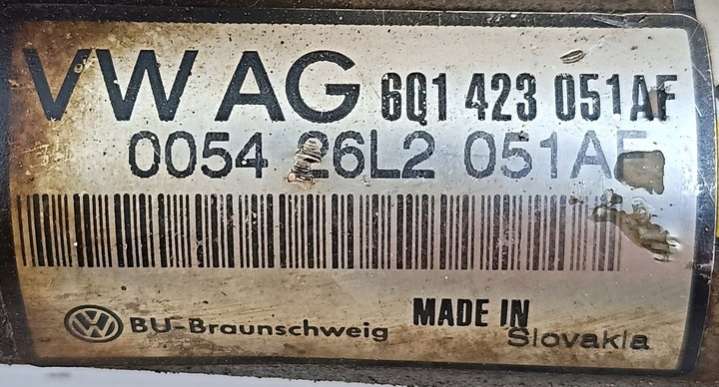 VW AG 6Q1 423 051AF
0054 26L2 051AF
BU-Braunschweig MADE IN
Slovakia